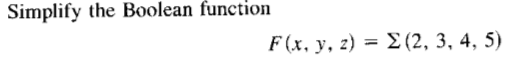 Simplify the Boolean function
F(x, y, z) = Σ(2, 3, 4, 5)